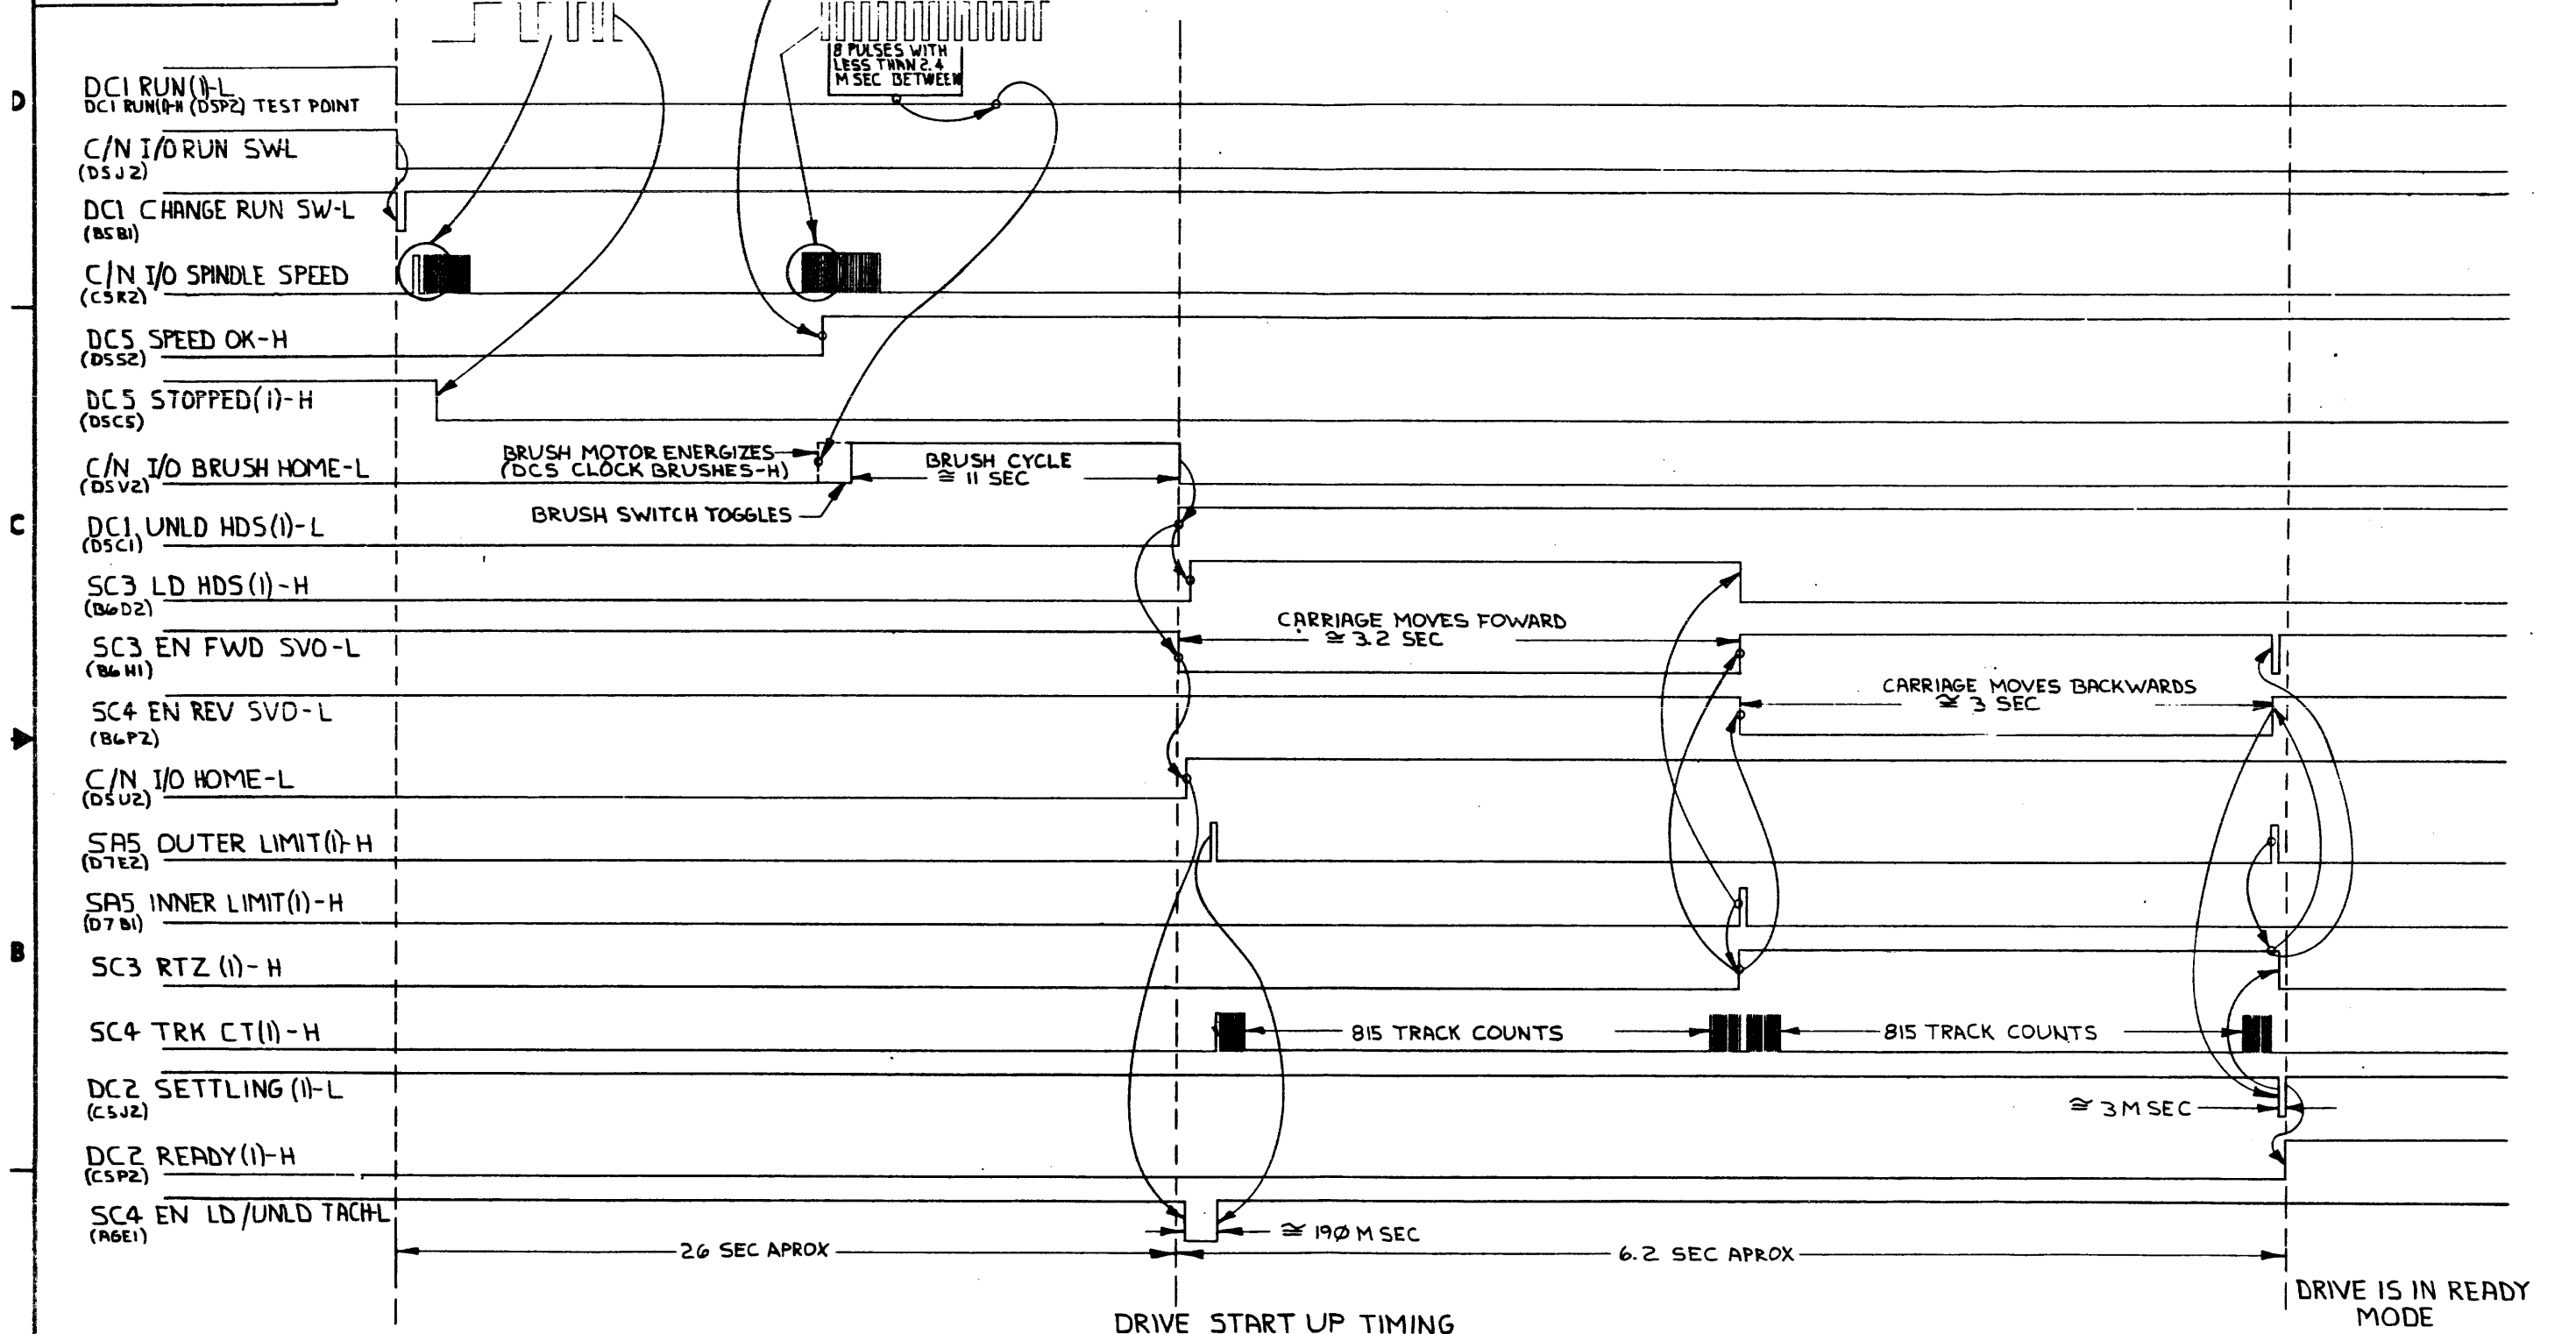 8 PULSES WITH
LESS THAN 2.4
M SEC BETWEEN
D
DC1 RUN(1)-L
DC1 RUN(1)-H (D5P2) TEST POINT
C/N I/O RUN SW-L
(D5J2)
DC1 CHANGE RUN SW-L
(B5B1)
C/N I/O SPINDLE SPEED
(C5R2)
DC5 SPEED OK-H
(D5S2)
DC5 STOPPED(1)-H
(D5C5)
BRUSH MOTOR ENERGIZES
(DC5 CLOCK BRUSHES-H)
BRUSH CYCLE
≅ 11 SEC
C/N I/O BRUSH HOME-L
(D5V2)
BRUSH SWITCH TOGGLES
C
DC1 UNLD HDS(1)-L
(D5C1)
SC3 LD HDS(1)-H
(B6D2)
CARRIAGE MOVES FOWARD
≅ 3.2 SEC
SC3 EN FWD SVO-L
(B6H1)
CARRIAGE MOVES BACKWARDS
≅ 3 SEC
SC4 EN REV SVO-L
(B6P2)
C/N I/O HOME-L
(D5U2)
SA5 OUTER LIMIT(1)-H
(D7E2)
SA5 INNER LIMIT(1)-H
(D7B1)
B
SC3 RTZ (1)-H
SC4 TRK CT(1)-H
815 TRACK COUNTS
815 TRACK COUNTS
DC2 SETTLING(1)-L
(C5J2)
≅ 3 M SEC
DC2 READY(1)-H
(C5P2)
SC4 EN LD/UNLD TACH-L
(A6E1)
≅ 190 M SEC
26 SEC APROX
6.2 SEC APROX
DRIVE IS IN READY
MODE
DRIVE START UP TIMING